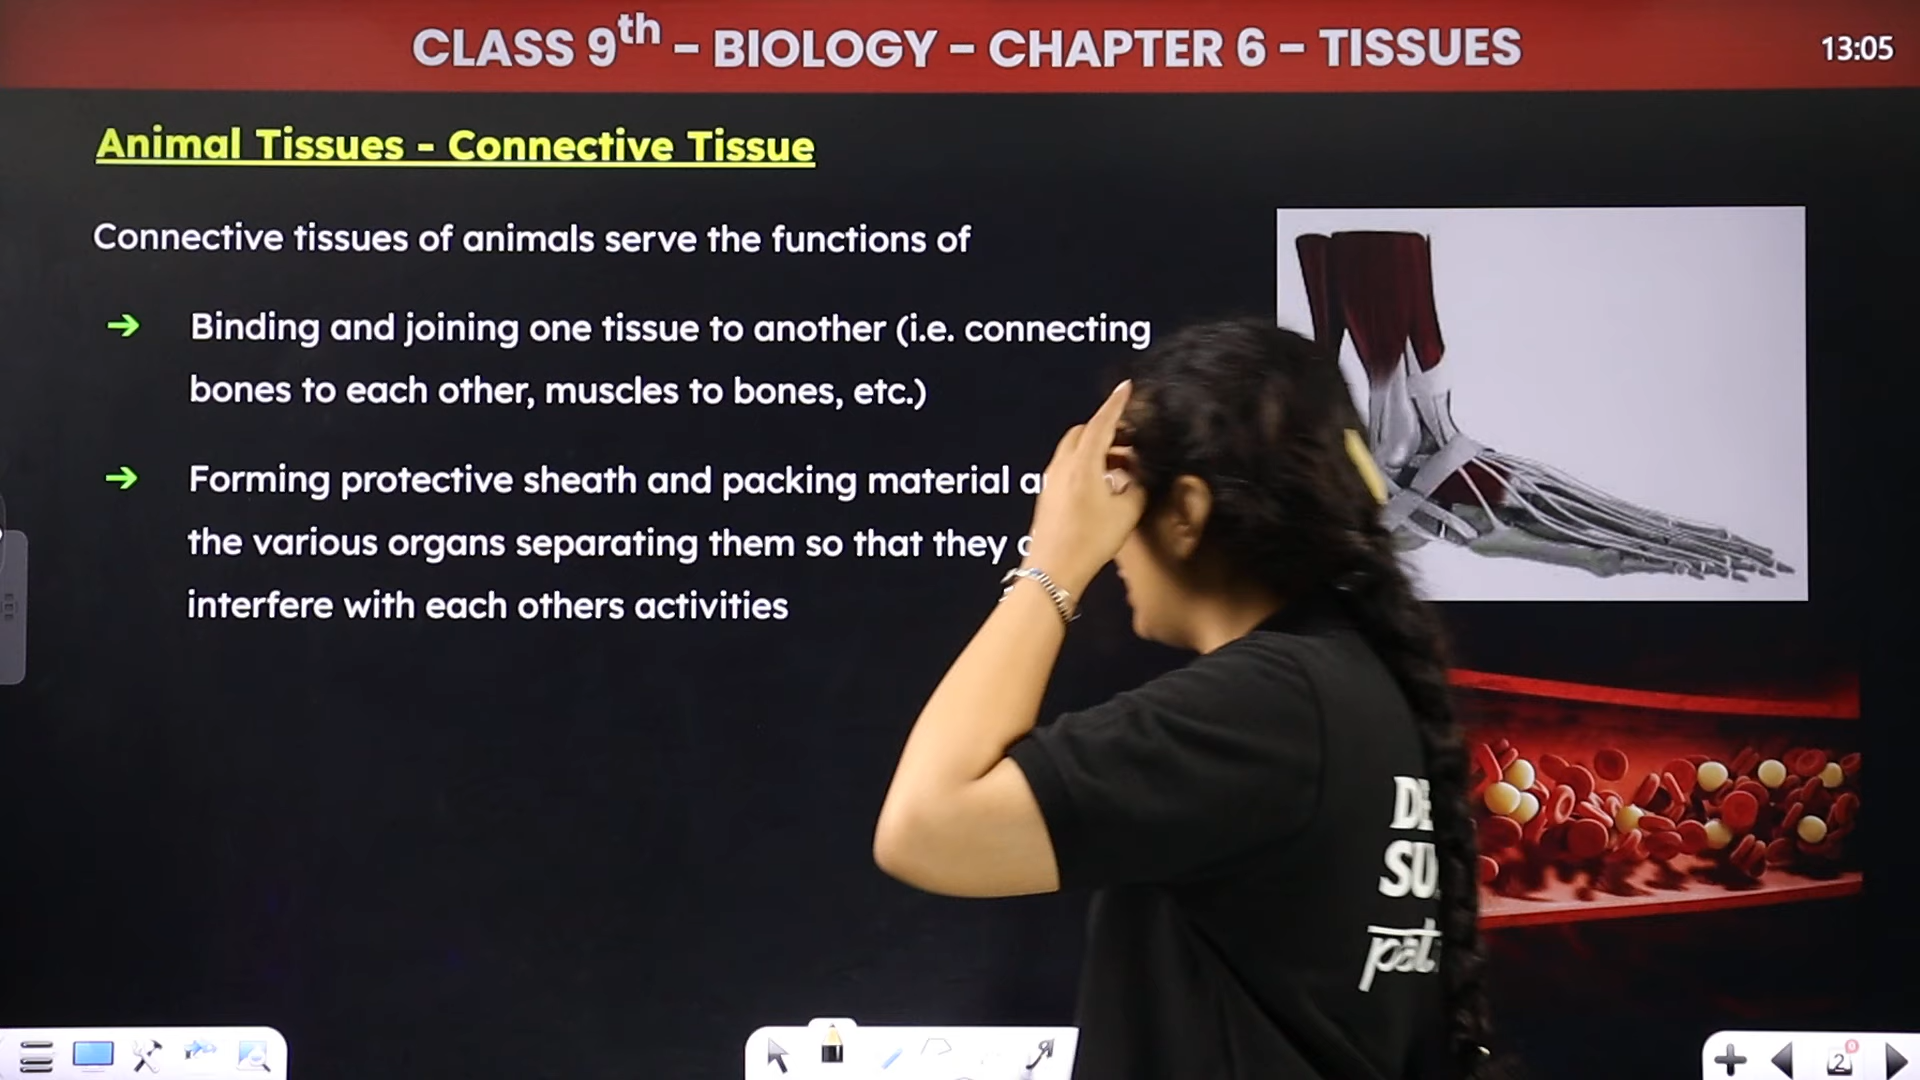 CLASS 9th - BIOLOGY - CHAPTER 6 - TISSUES
13:05
Animal Tissues - Connective Tissue
Connective tissues of animals serve the functions of
Binding and joining one tissue to another (i.e. connecting
bones to each other, muscles to bones, etc.)
Forming protective sheath and packing material
the various organs separating them so that they
interfere with each others activities
2
0